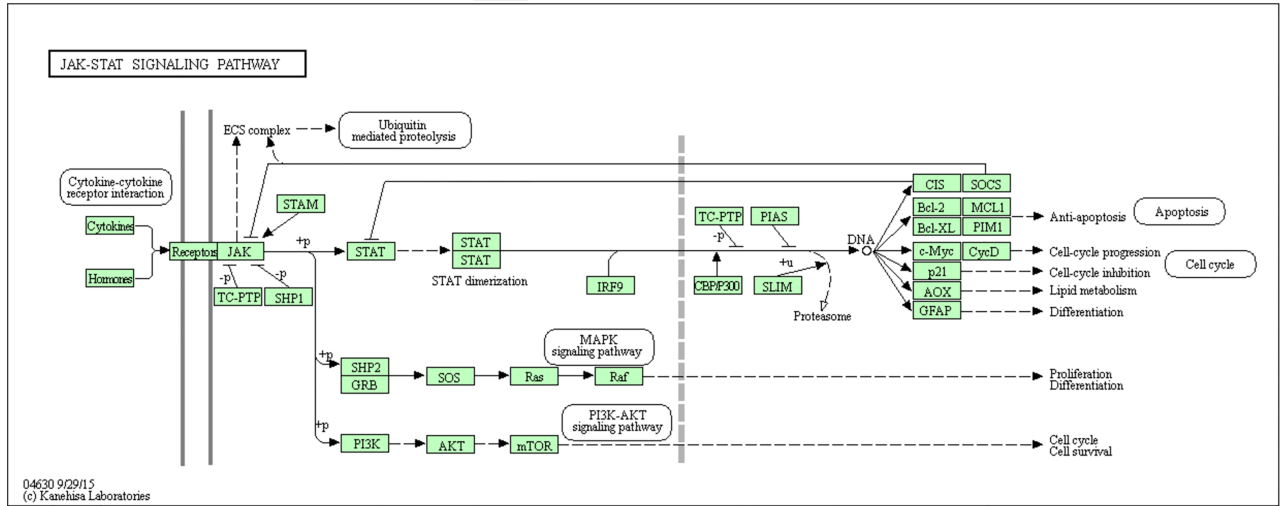 JAK-STAT SIGNALING PATHWAY
ECS complex
Ubiquitin
mediated proteolysis
Cytokine-cytokine
receptor interaction
Cytokines
Hormones
Receptors
JAK
STAM
+p
-p
-p
TC-PTP
SHP1
STAT
STAT
STAT
STAT dimerization
IRF9
TC-PTP
PIAS
-p
CBP/P300
+u
SLIM
Proteasome
DNA
CIS
SOCS
Bcl-2
MCL1
Bcl-XL
PIM1
c-Myc
CycD
p21
AOX
GFAP
Anti-apoptosis
Apoptosis
Cell-cycle progression
Cell-cycle inhibition
Cell cycle
Lipid metabolism
Differentiation
+p
SHP2
GRB
SOS
Ras
Raf
MAPK
signaling pathway
Proliferation
Differentiation
+p
PI3K
AKT
mTOR
PI3K-AKT
signaling pathway
Cell cycle
Cell survival
04630 9/29/15
(c) Kanehisa Laboratories